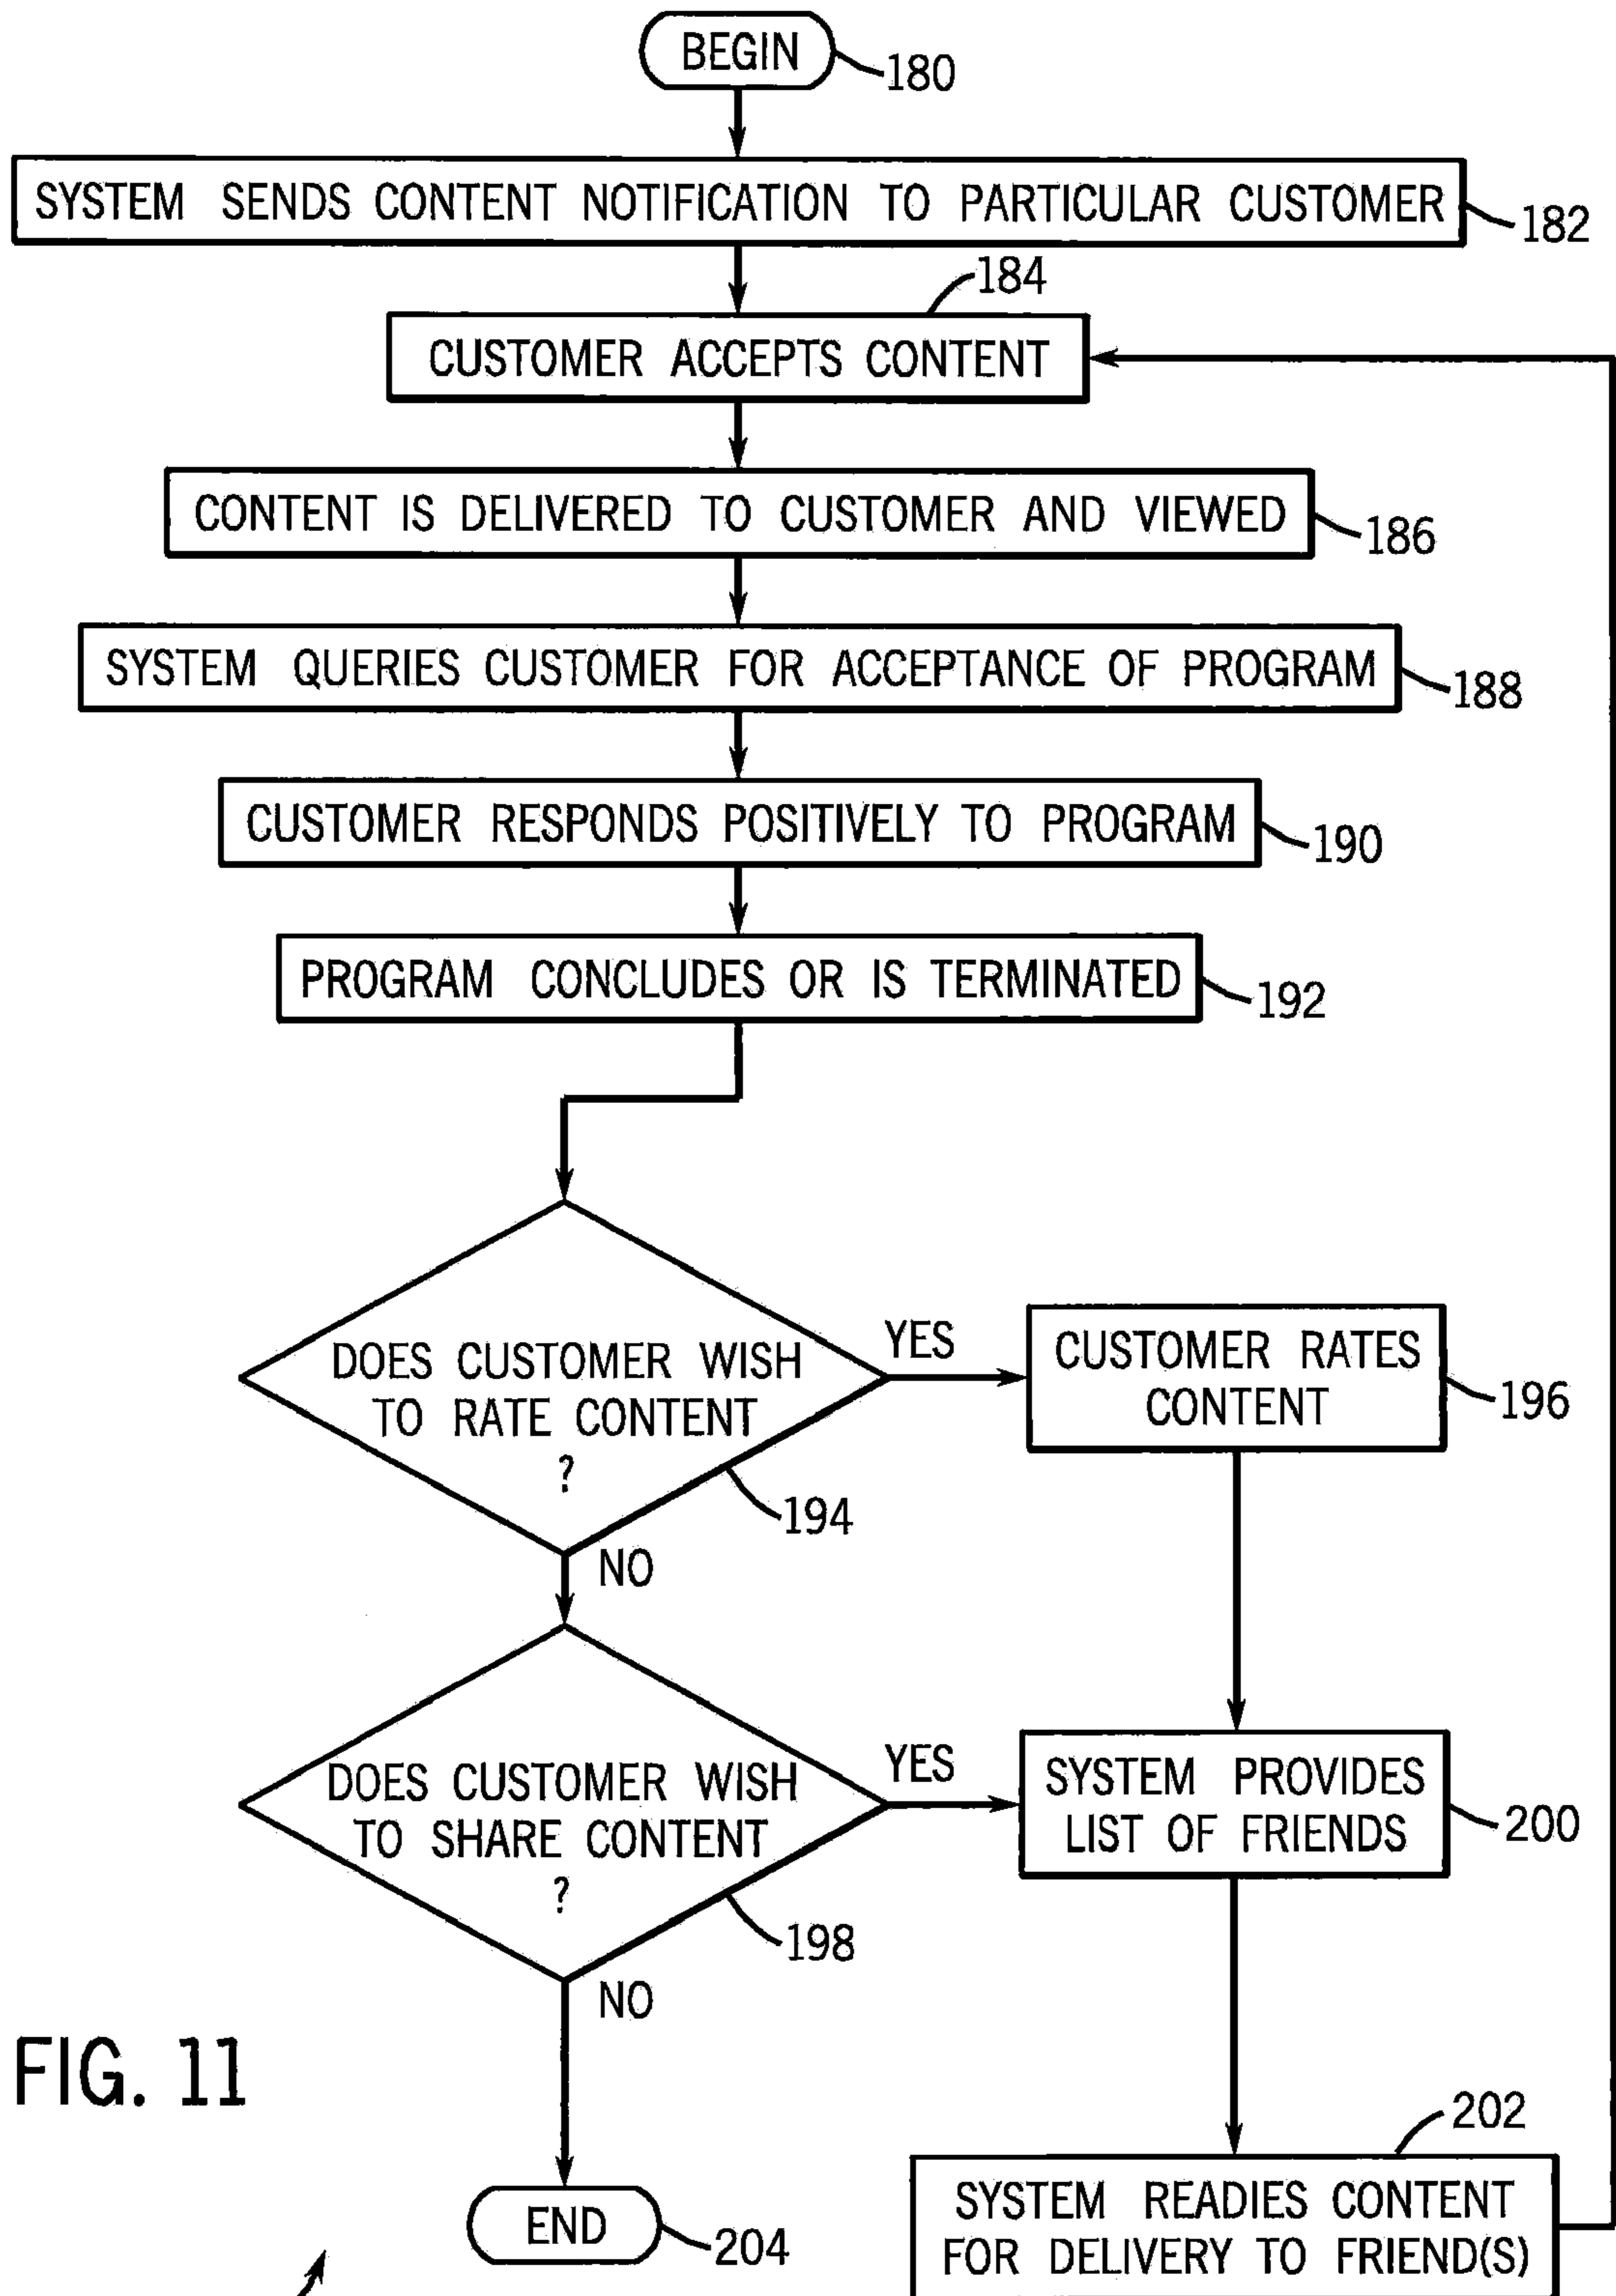 BEGIN
180
SYSTEM SENDS CONTENT NOTIFICATION TO PARTICULAR CUSTOMER
182
184
CUSTOMER ACCEPTS CONTENT
CONTENT IS DELIVERED TO CUSTOMER AND VIEWED
186
SYSTEM QUERIES CUSTOMER FOR ACCEPTANCE OF PROGRAM
188
CUSTOMER RESPONDS POSITIVELY TO PROGRAM
190
PROGRAM CONCLUDES OR IS TERMINATED
192
DOES CUSTOMER WISH
TO RATE CONTENT
?
194
YES
CUSTOMER RATES
CONTENT
196
NO
DOES CUSTOMER WISH
TO SHARE CONTENT
?
198
YES
SYSTEM PROVIDES
LIST OF FRIENDS
200
NO
FIG. 11
202
SYSTEM READIES CONTENT
FOR DELIVERY TO FRIEND(S)
END
204